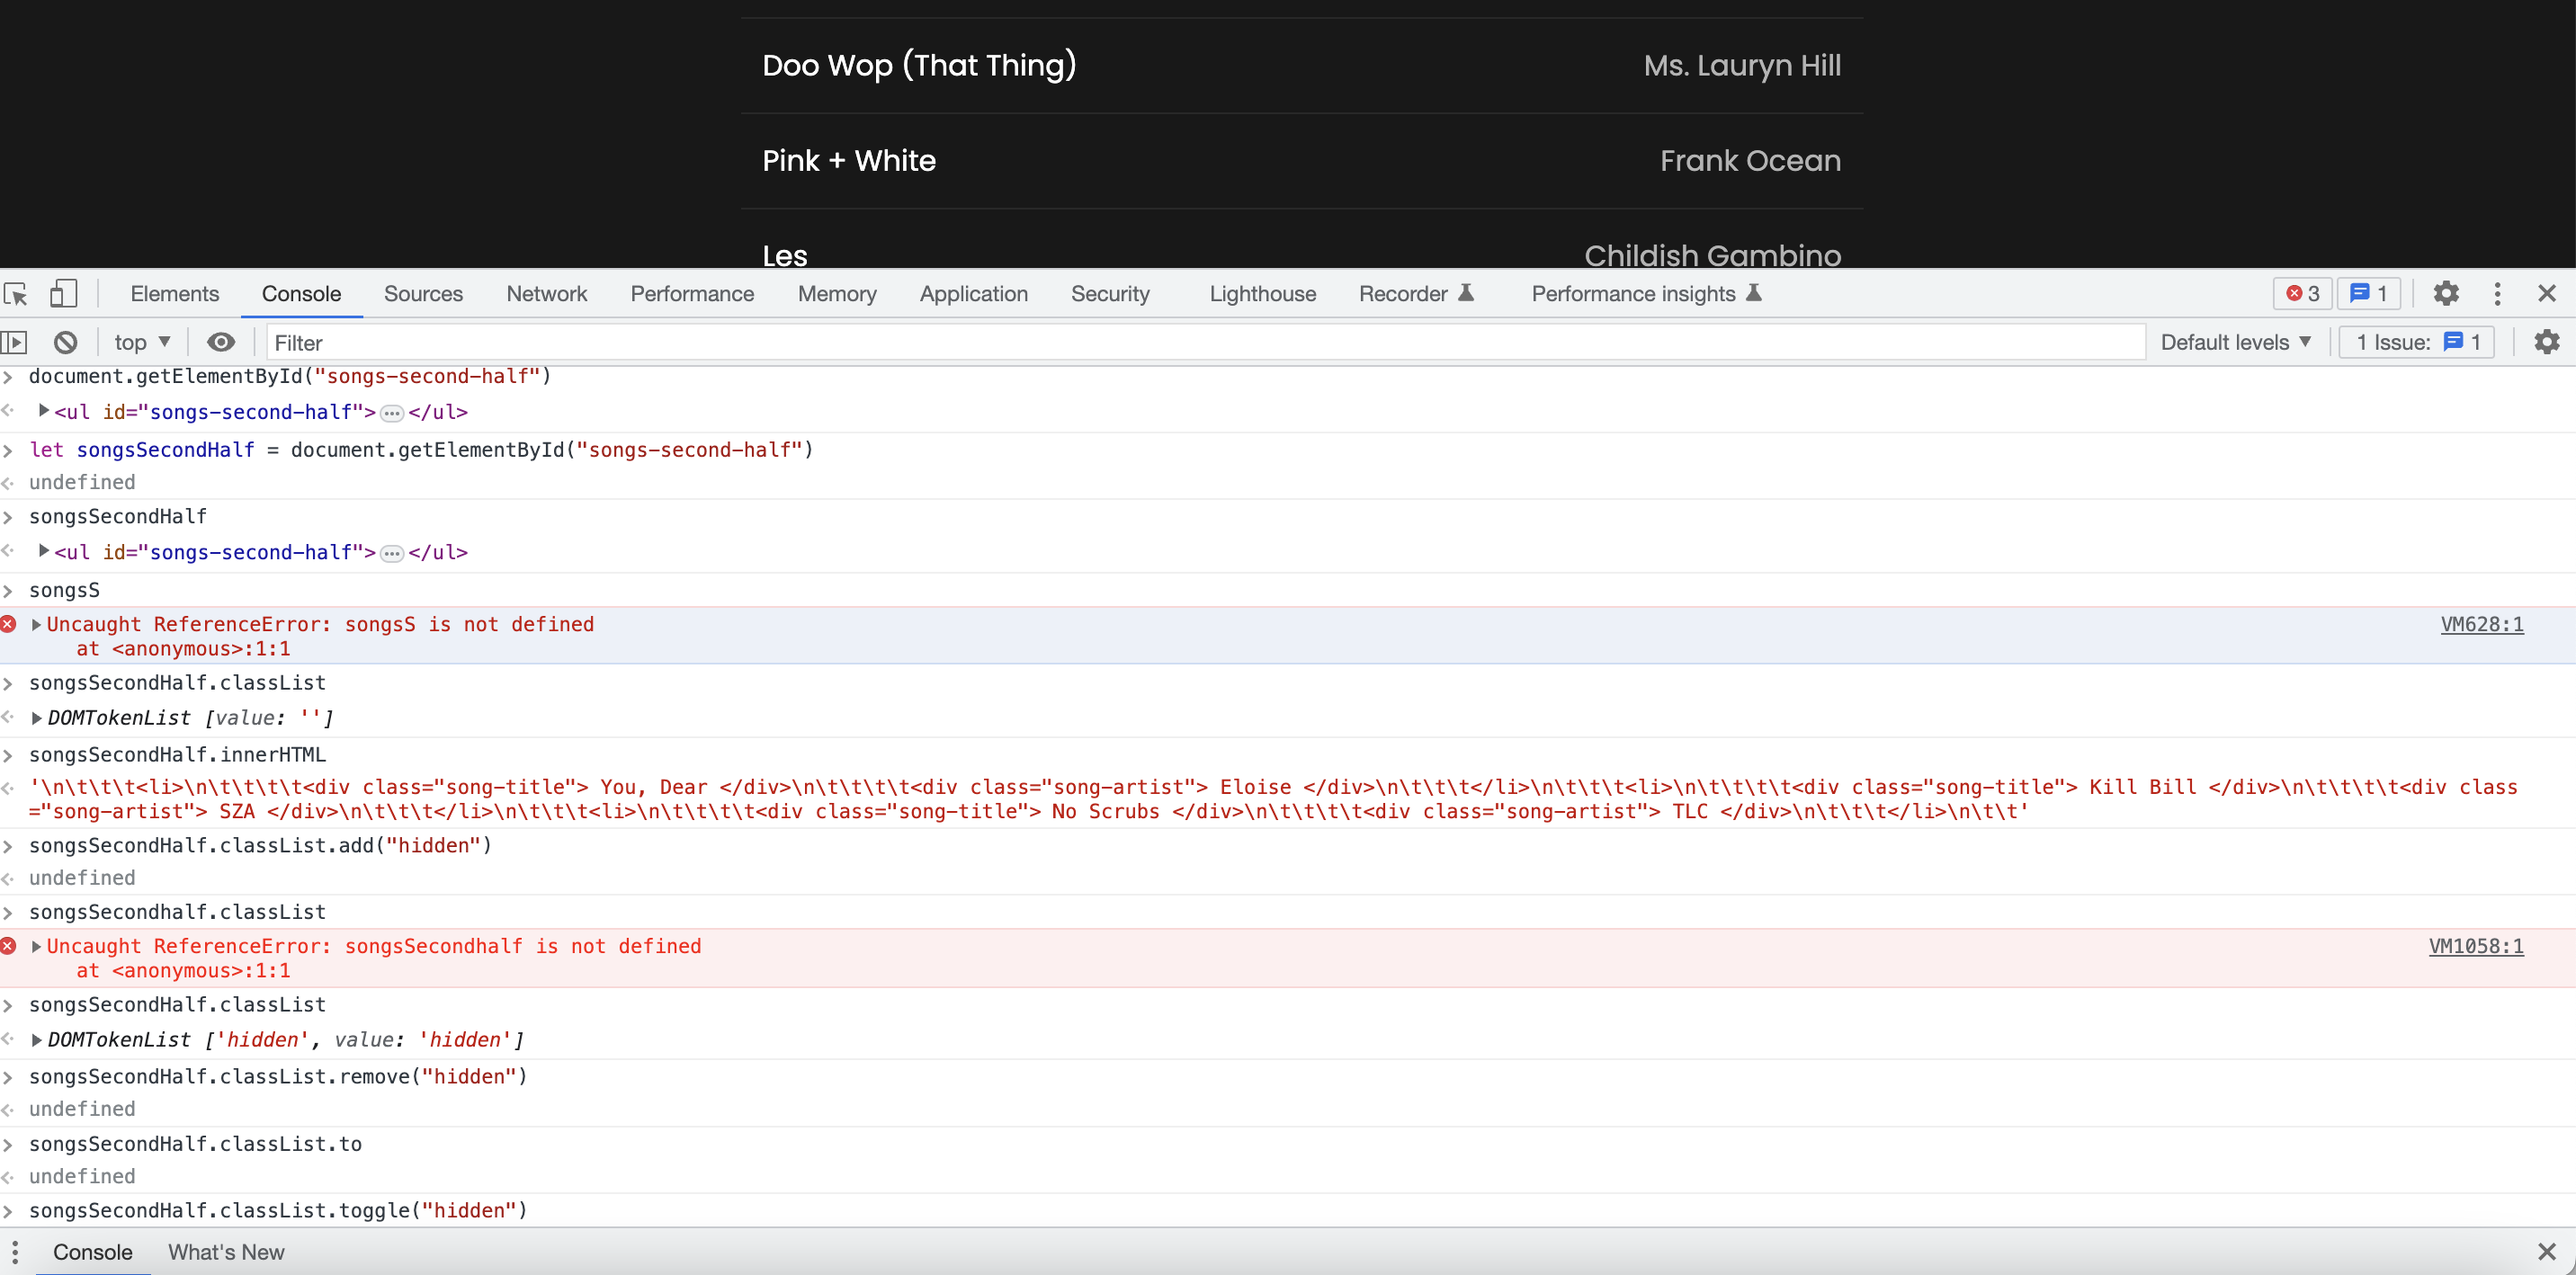 Doo Wop (That Thing) Ms. Lauryn Hill
Pink + White Frank Ocean
Les Childish Gambino
Elements Console Sources Network Performance Memory Application Security Lighthouse Recorder Performance insights 3 1
top Filter Default levels 1 Issue: 1
document.getElementById("songs-second-half")
<ul id="songs-second-half">…</ul>
let songsSecondHalf = document.getElementById("songs-second-half")
undefined
songsSecondHalf
<ul id="songs-second-half">…</ul>
songsS
Uncaught ReferenceError: songsS is not defined VM628:1
at <anonymous>:1:1
songsSecondHalf.classList
DOMTokenList [value: '']
songsSecondHalf.innerHTML
'\n\t\t\t<li>\n\t\t\t\t<div class="song-title"> You, Dear </div>\n\t\t\t\t<div class="song-artist"> Eloise </div>\n\t\t\t</li>\n\t\t\t<li>\n\t\t\t\t<div class="song-title"> Kill Bill </div>\n\t\t\t\t<div class
="song-artist"> SZA </div>\n\t\t\t</li>\n\t\t\t<li>\n\t\t\t\t<div class="song-title"> No Scrubs </div>\n\t\t\t\t<div class="song-artist"> TLC </div>\n\t\t\t</li>\n\t\t'
songsSecondHalf.classList.add("hidden")
undefined
songsSecondhalf.classList
Uncaught ReferenceError: songsSecondhalf is not defined VM1058:1
at <anonymous>:1:1
songsSecondHalf.classList
DOMTokenList ['hidden', value: 'hidden']
songsSecondHalf.classList.remove("hidden")
undefined
songsSecondHalf.classList.to
undefined
songsSecondHalf.classList.toggle("hidden")
Console What's New